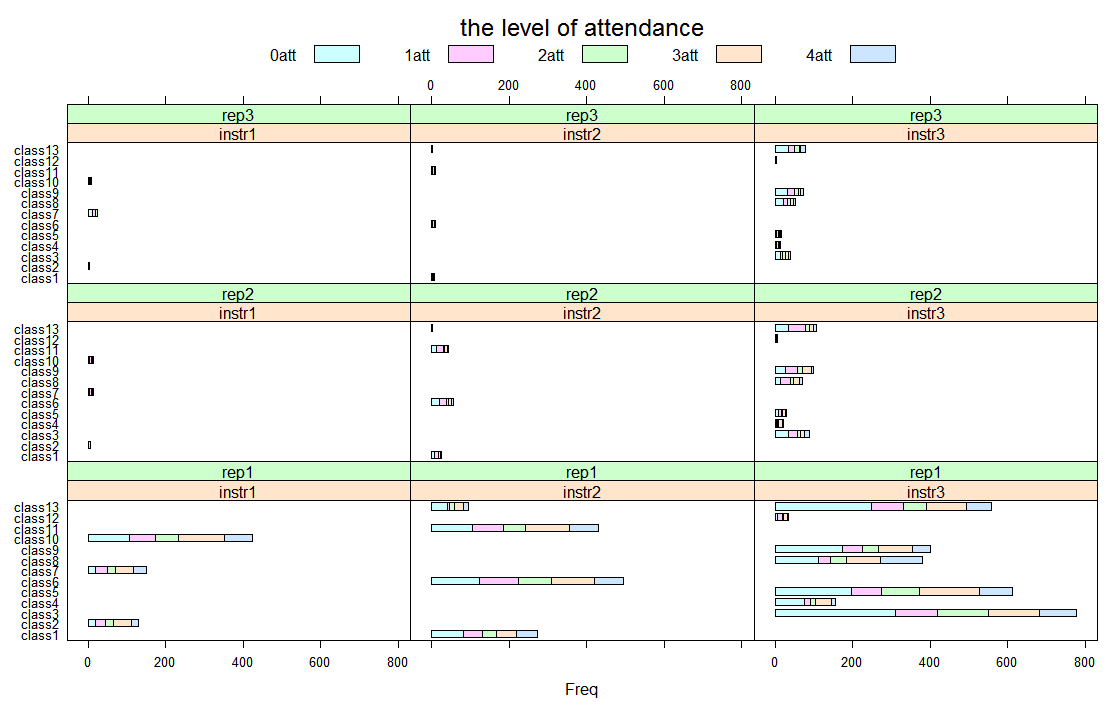 the level of attendance
0att 1att 2att 3att 4att
0 200 400 600 800
rep3 rep3 rep3
instr1 instr2 instr3
class13
class12
class11
class10
class9
class8
class7
class6
class5
class4
class3
class2
class1
rep2 rep2 rep2
instr1 instr2 instr3
class13
class12
class11
class10
class9
class8
class7
class6
class5
class4
class3
class2
class1
rep1 rep1 rep1
instr1 instr2 instr3
class13
class12
class11
class10
class9
class8
class7
class6
class5
class4
class3
class2
class1
0 200 400 600 800 0 200 400 600 800
Freq